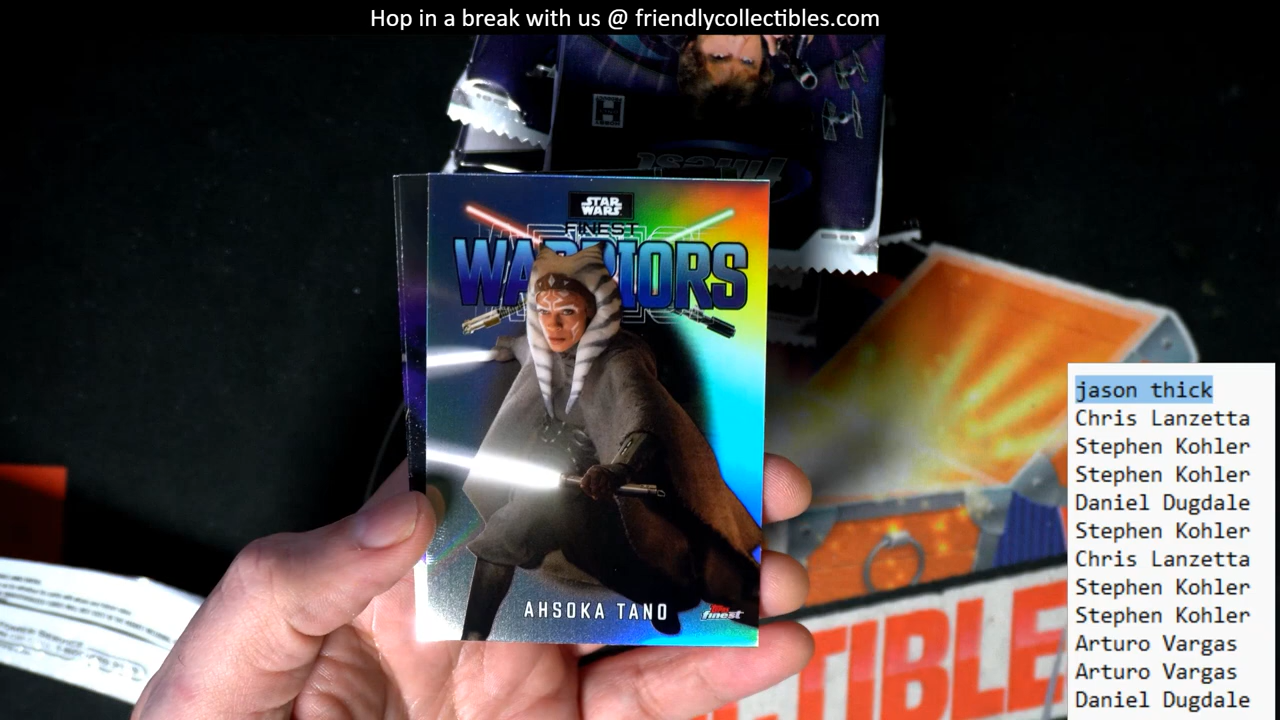 Hop in a break with us @ friendlycollectibles.com
STAR
WARS
FINEST
WARRIORS
AHSOKA TANO
Topps
finest
finest
CTIBLE
jason thick
Chris Lanzetta
Stephen Kohler
Stephen Kohler
Daniel Dugdale
Stephen Kohler
Chris Lanzetta
Stephen Kohler
Stephen Kohler
Arturo Vargas
Arturo Vargas
Daniel Dugdale